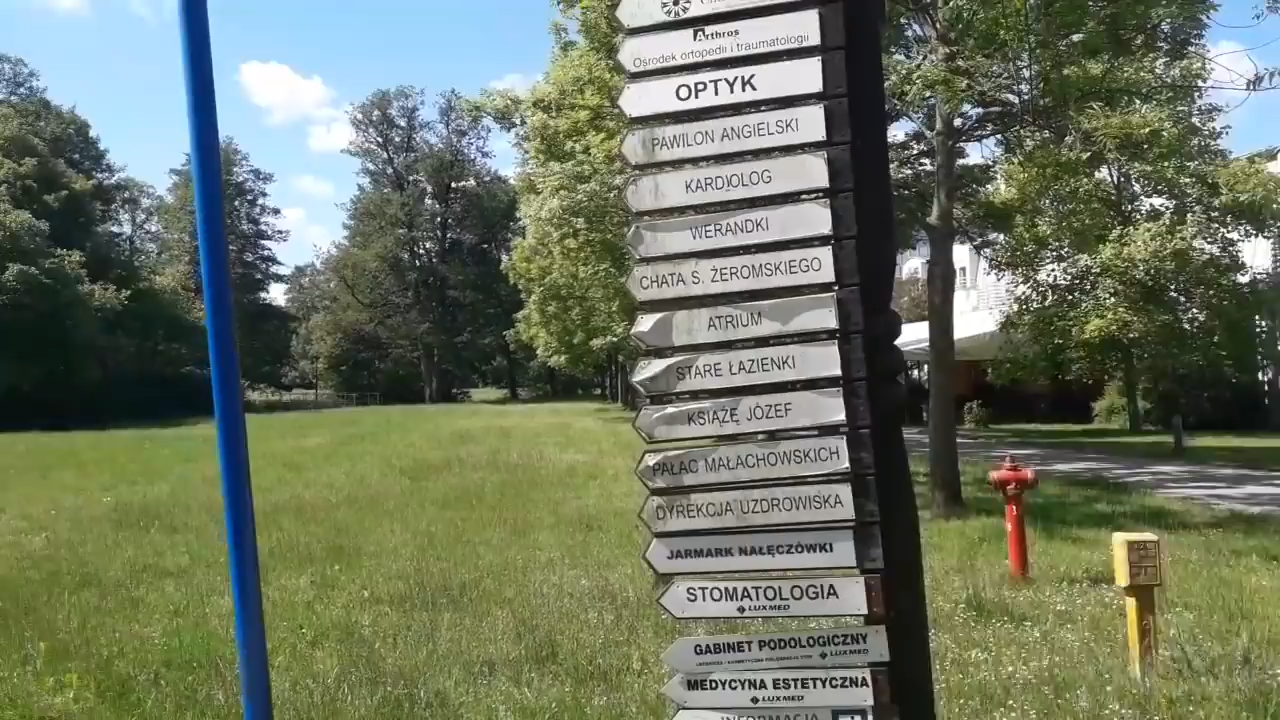 Arthros
Ośrodek ortopedii i traumatologii
OPTYK
PAWILON ANGIELSKI
KARDIOLOG
WERANDKI
CHATA S. ŻEROMSKIEGO
ATRIUM
STARE ŁAZIENKI
KSIĄŻĘ JÓZEF
PAŁAC MAŁACHOWSKICH
DYREKCJA UZDROWISKA
JARMARK NAŁĘCZÓWKI
STOMATOLOGIA
LUXMED
GABINET PODOLOGICZNY
LUXMED
MEDYCYNA ESTETYCZNA
LUXMED
INFORMACJA